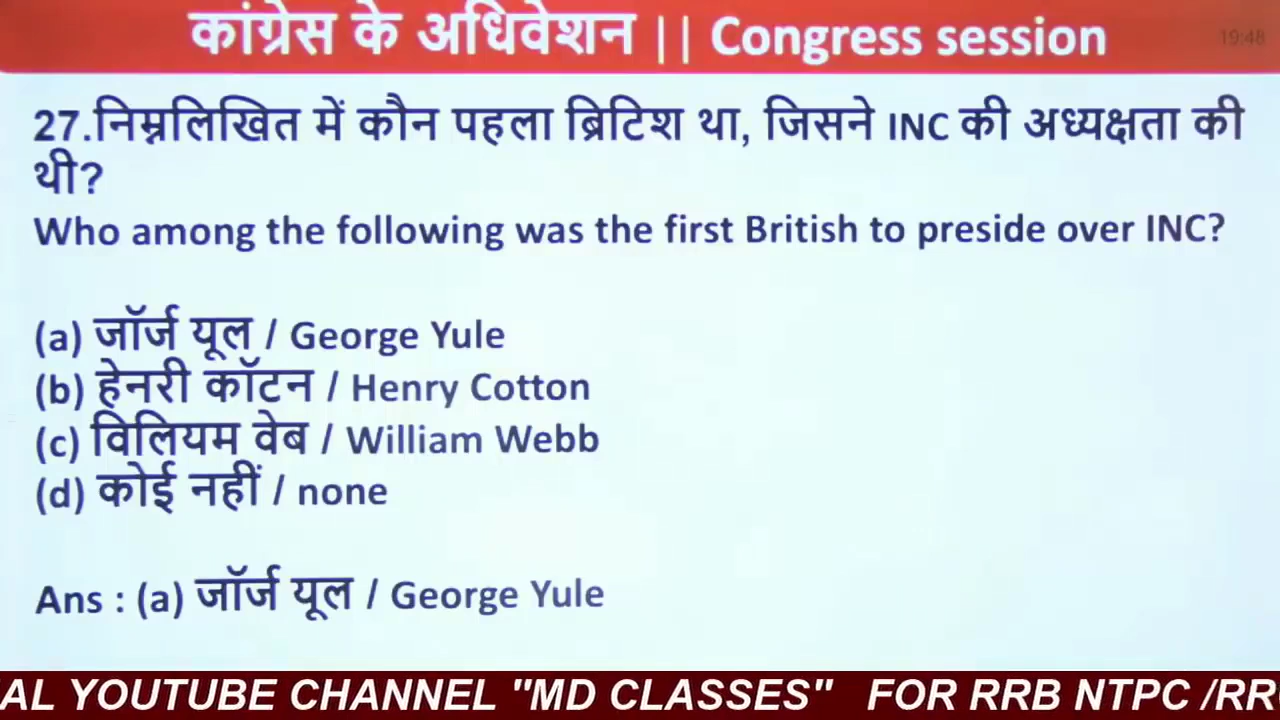 कांग्रेस के अधिवेशन || Congress session
19:48
27.निम्नलिखित में कौन पहला ब्रिटिश था, जिसने INC की अध्यक्षता की
थी?
Who among the following was the first British to preside over INC?
(a) जॉर्ज यूल / George Yule
(b) हेनरी कॉटन / Henry Cotton
(c) विलियम वेब / William Webb
(d) कोई नहीं / none
Ans : (a) जॉर्ज यूल / George Yule
AL YOUTUBE CHANNEL "MD CLASSES" FOR RRB NTPC /RR